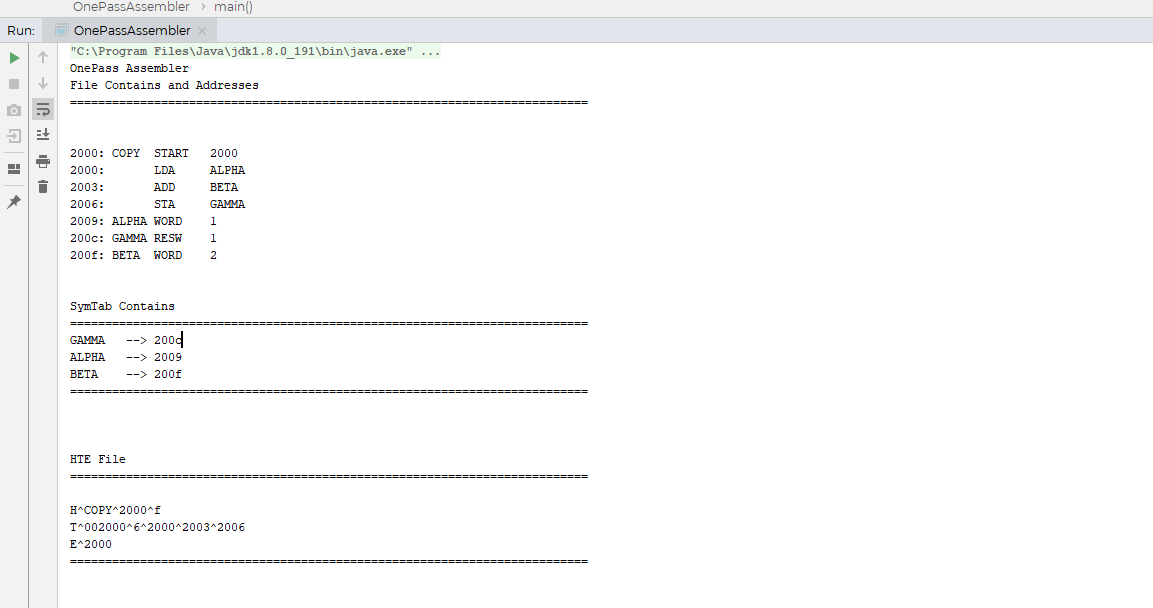 OnePassAssembler › main()
Run: OnePassAssembler ×
"C:\Program Files\Java\jdk1.8.0_191\bin\java.exe" ...
OnePass Assembler
File Contains and Addresses
==========================================================================
2000: COPY  START   2000
2000:       LDA     ALPHA
2003:       ADD     BETA
2006:       STA     GAMMA
2009: ALPHA WORD    1
200c: GAMMA RESW    1
200f: BETA  WORD    2
SymTab Contains
==========================================================================
GAMMA   --> 200c
ALPHA   --> 2009
BETA    --> 200f
==========================================================================
HTE File
==========================================================================
H^COPY^2000^f
T^002000^6^2000^2003^2006
E^2000
==========================================================================